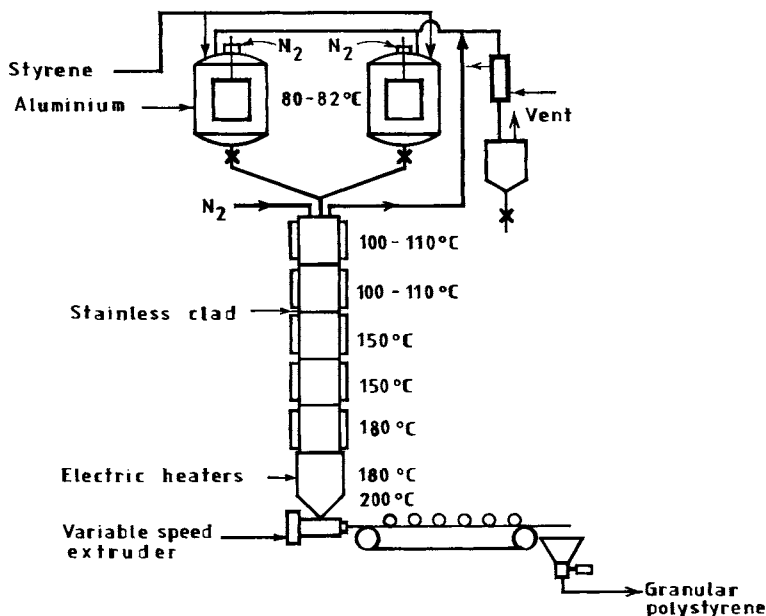 N2
N2
Styrene
Aluminium
80-82°C
Vent
N2
100-110°C
100-110°C
Stainless clad
150°C
150°C
180°C
Electric heaters
180°C
200°C
Variable speed
extruder
Granular
polystyrene